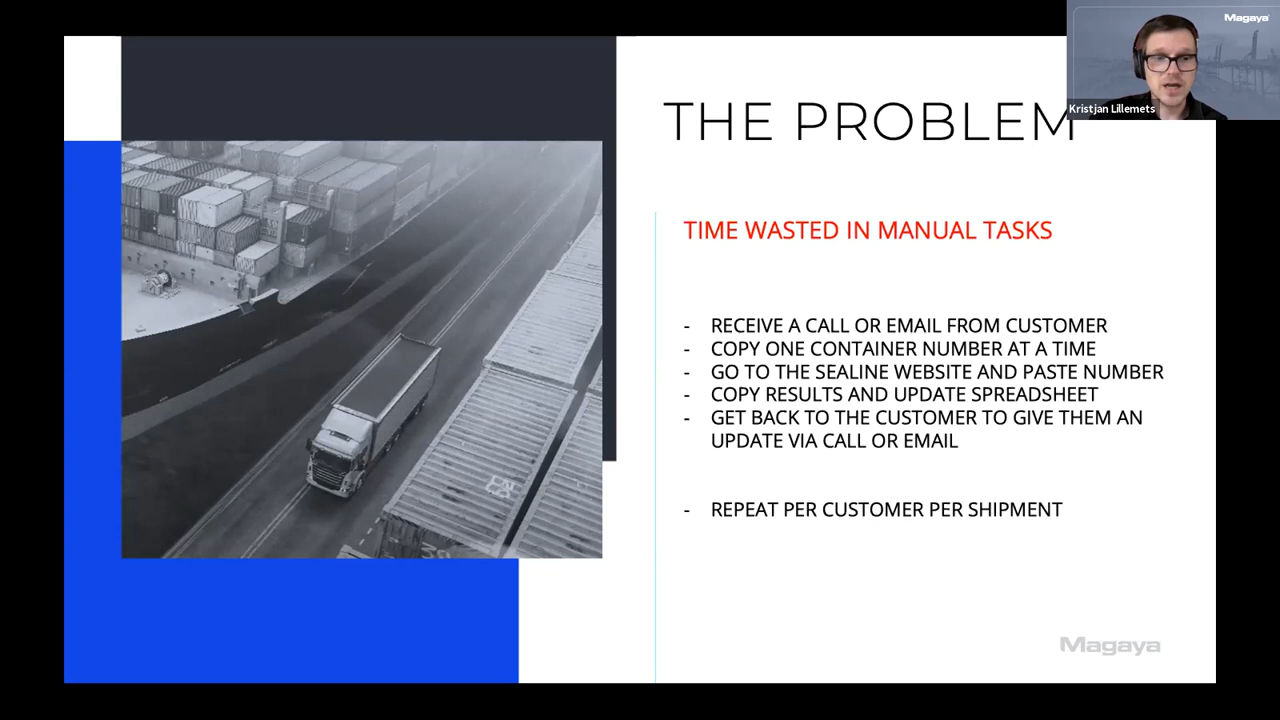 Magaya
Kristjan Lillemets
THE PROBLEM
TIME WASTED IN MANUAL TASKS
- RECEIVE A CALL OR EMAIL FROM CUSTOMER
- COPY ONE CONTAINER NUMBER AT A TIME
- GO TO THE SEALINE WEBSITE AND PASTE NUMBER
- COPY RESULTS AND UPDATE SPREADSHEET
- GET BACK TO THE CUSTOMER TO GIVE THEM AN
UPDATE VIA CALL OR EMAIL
- REPEAT PER CUSTOMER PER SHIPMENT
Magaya